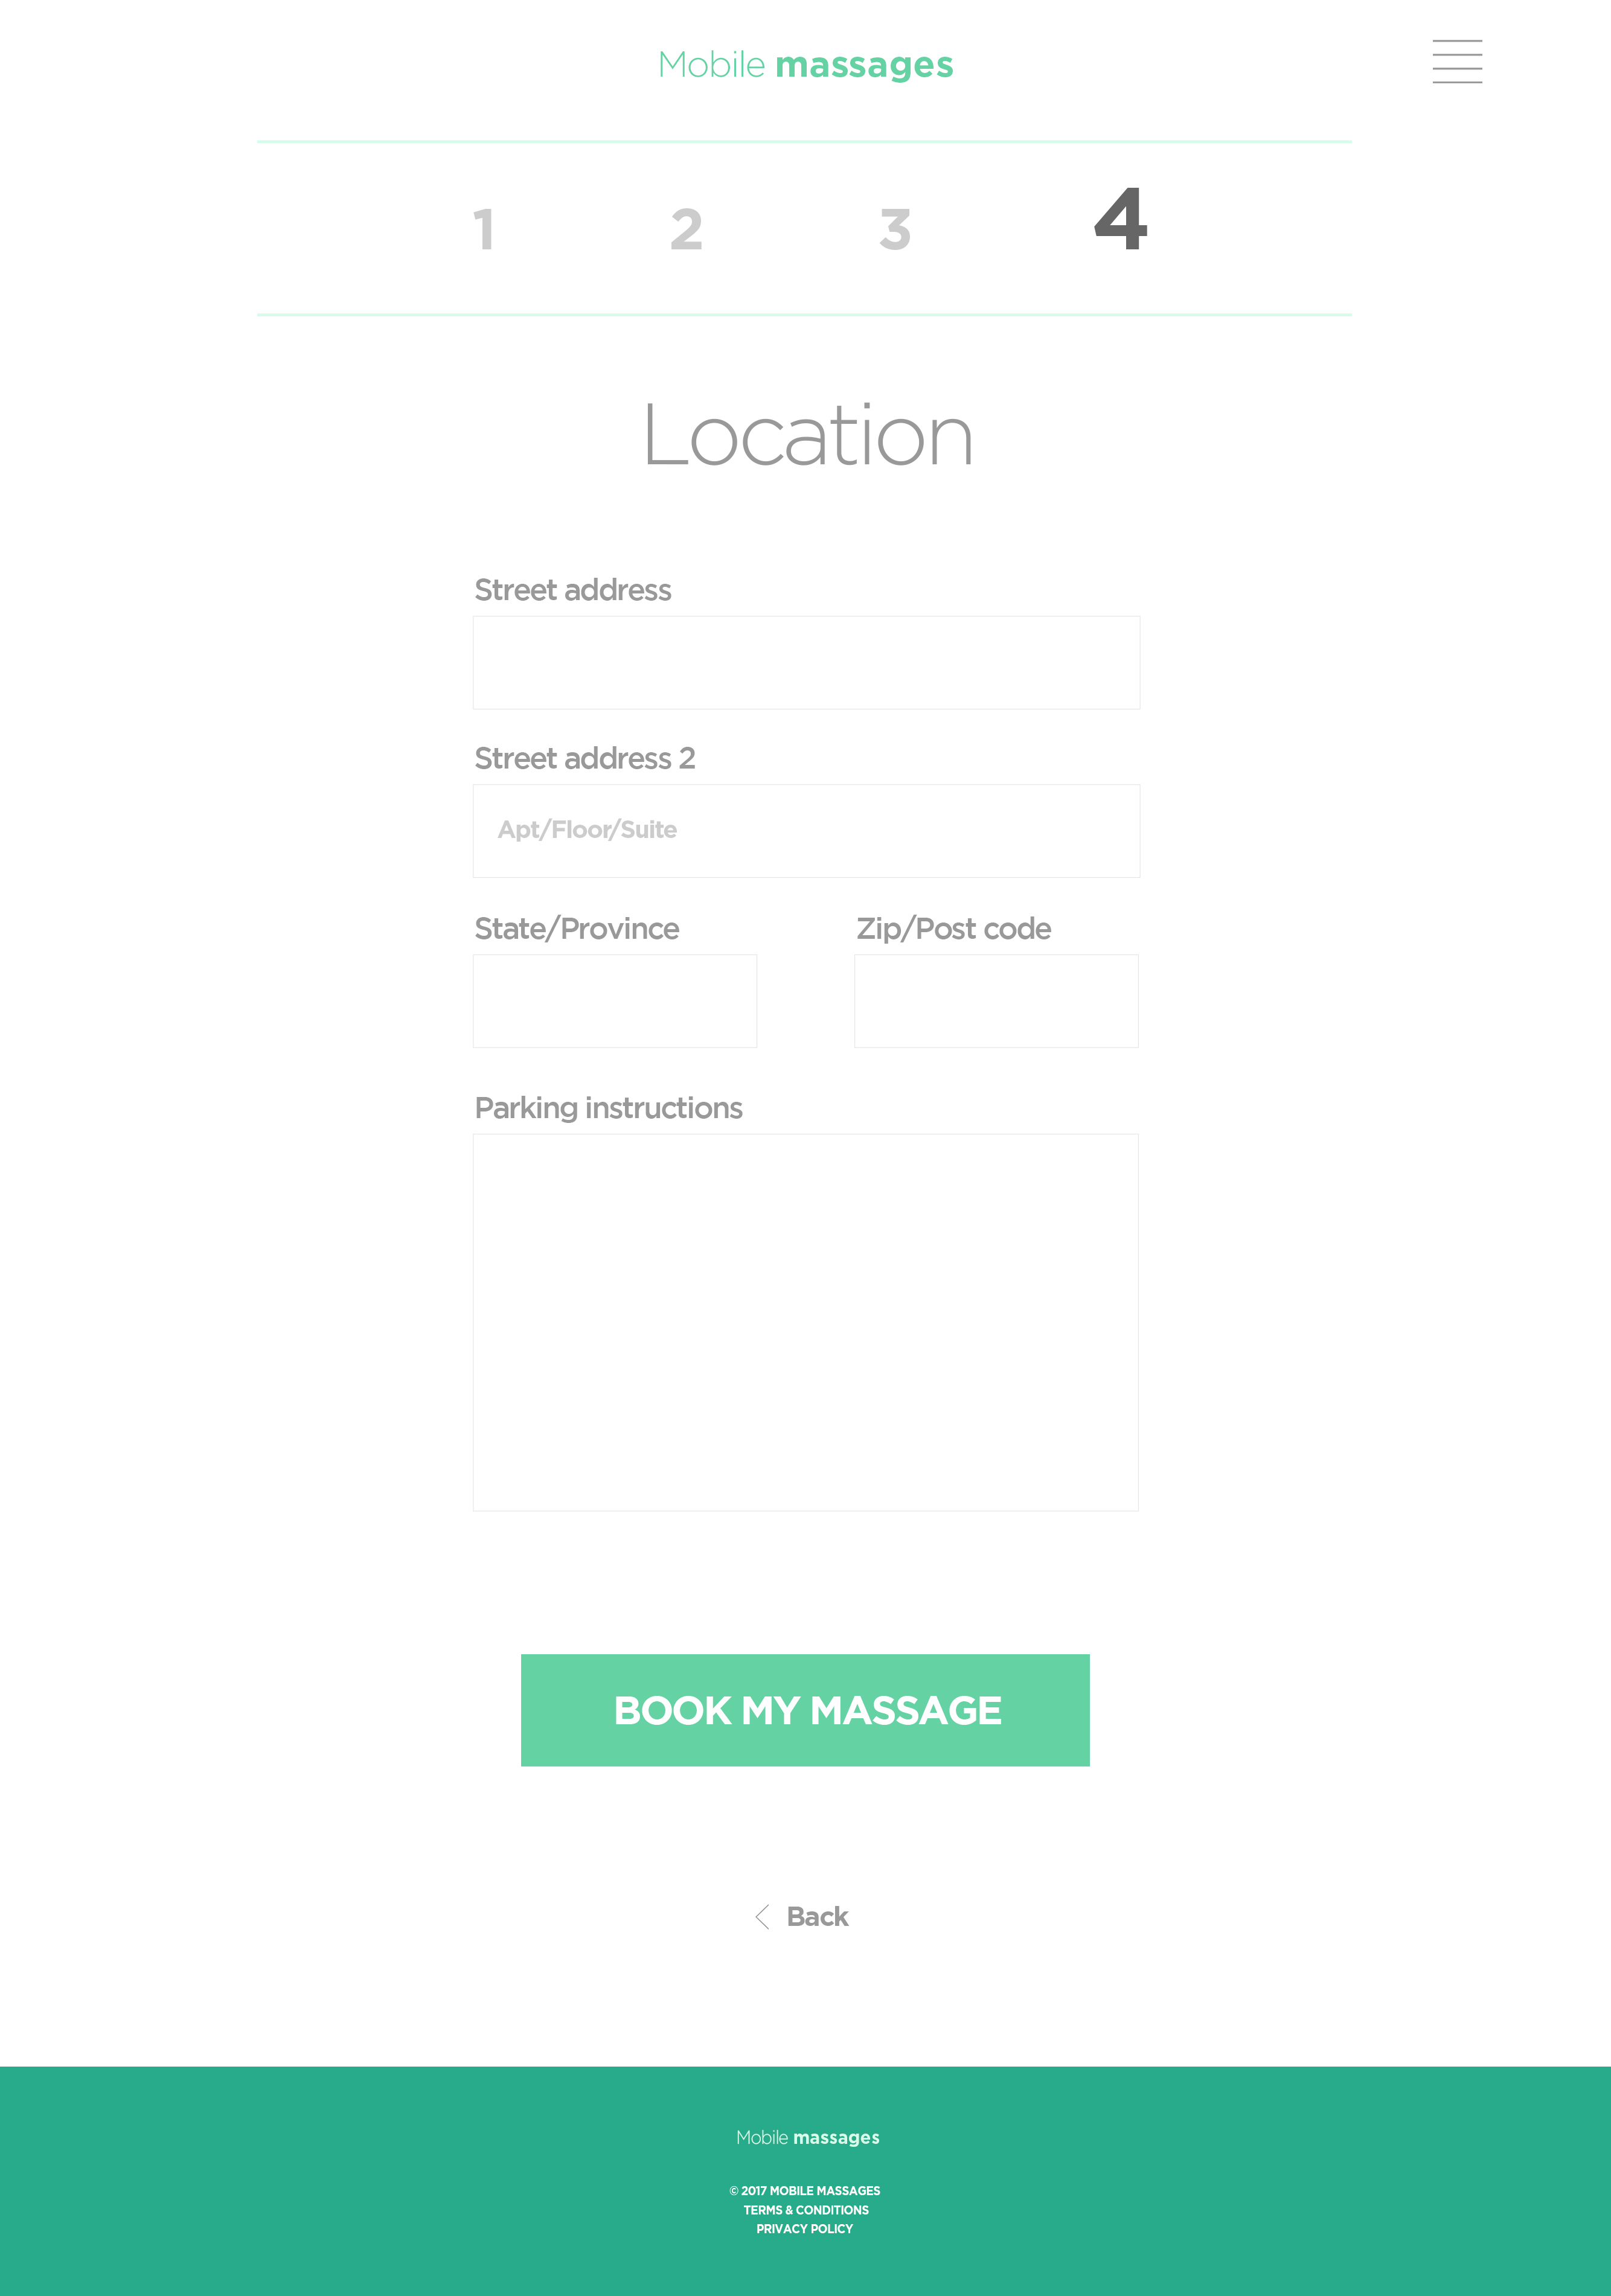 Mobile massages
1 2 3 4
Location
Street address
Street address 2
Apt/Floor/Suite
State/Province Zip/Post code
Parking instructions
BOOK MY MASSAGE
Back
Mobile massages
© 2017 MOBILE MASSAGES
TERMS & CONDITIONS
PRIVACY POLICY